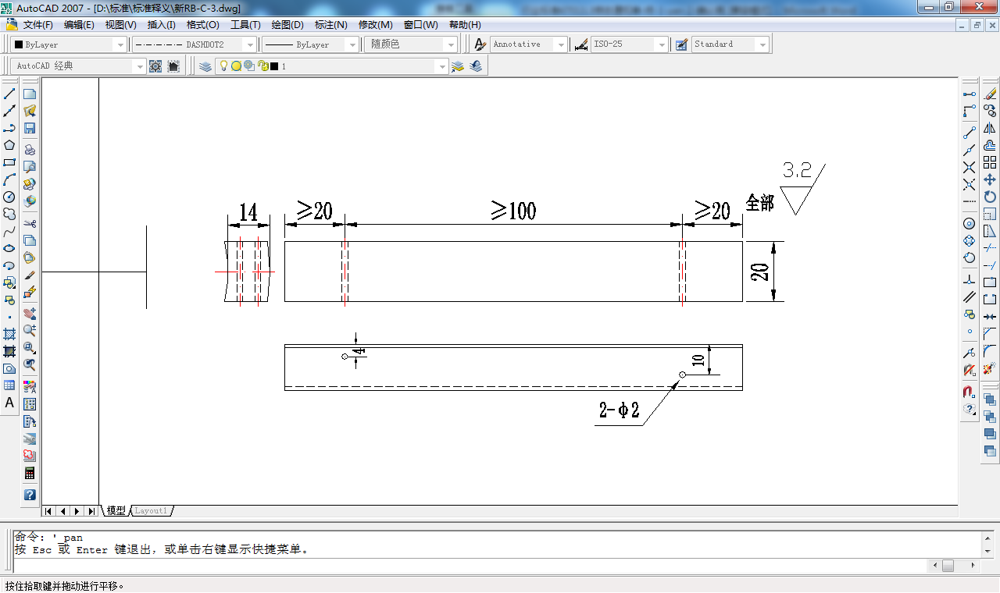 AutoCAD 2007 - [D:\标准\标准释义\新RB-C-3.dwg]
文件(F) 编辑(E) 视图(V) 插入(I) 格式(O) 工具(T) 绘图(D) 标注(N) 修改(M) 窗口(W) 帮助(H)
ByLayer DASHDOT2 ByLayer 随颜色 Annotative ISO-25 Standard
AutoCAD 经典 1
3.2
14 ≥20 ≥100 ≥20 全部
20
4 10
2-φ2
A
模型 Layout1
命令: '_pan
按 Esc 或 Enter 键退出，或单击右键显示快捷菜单。
按住拾取键并拖动进行平移。